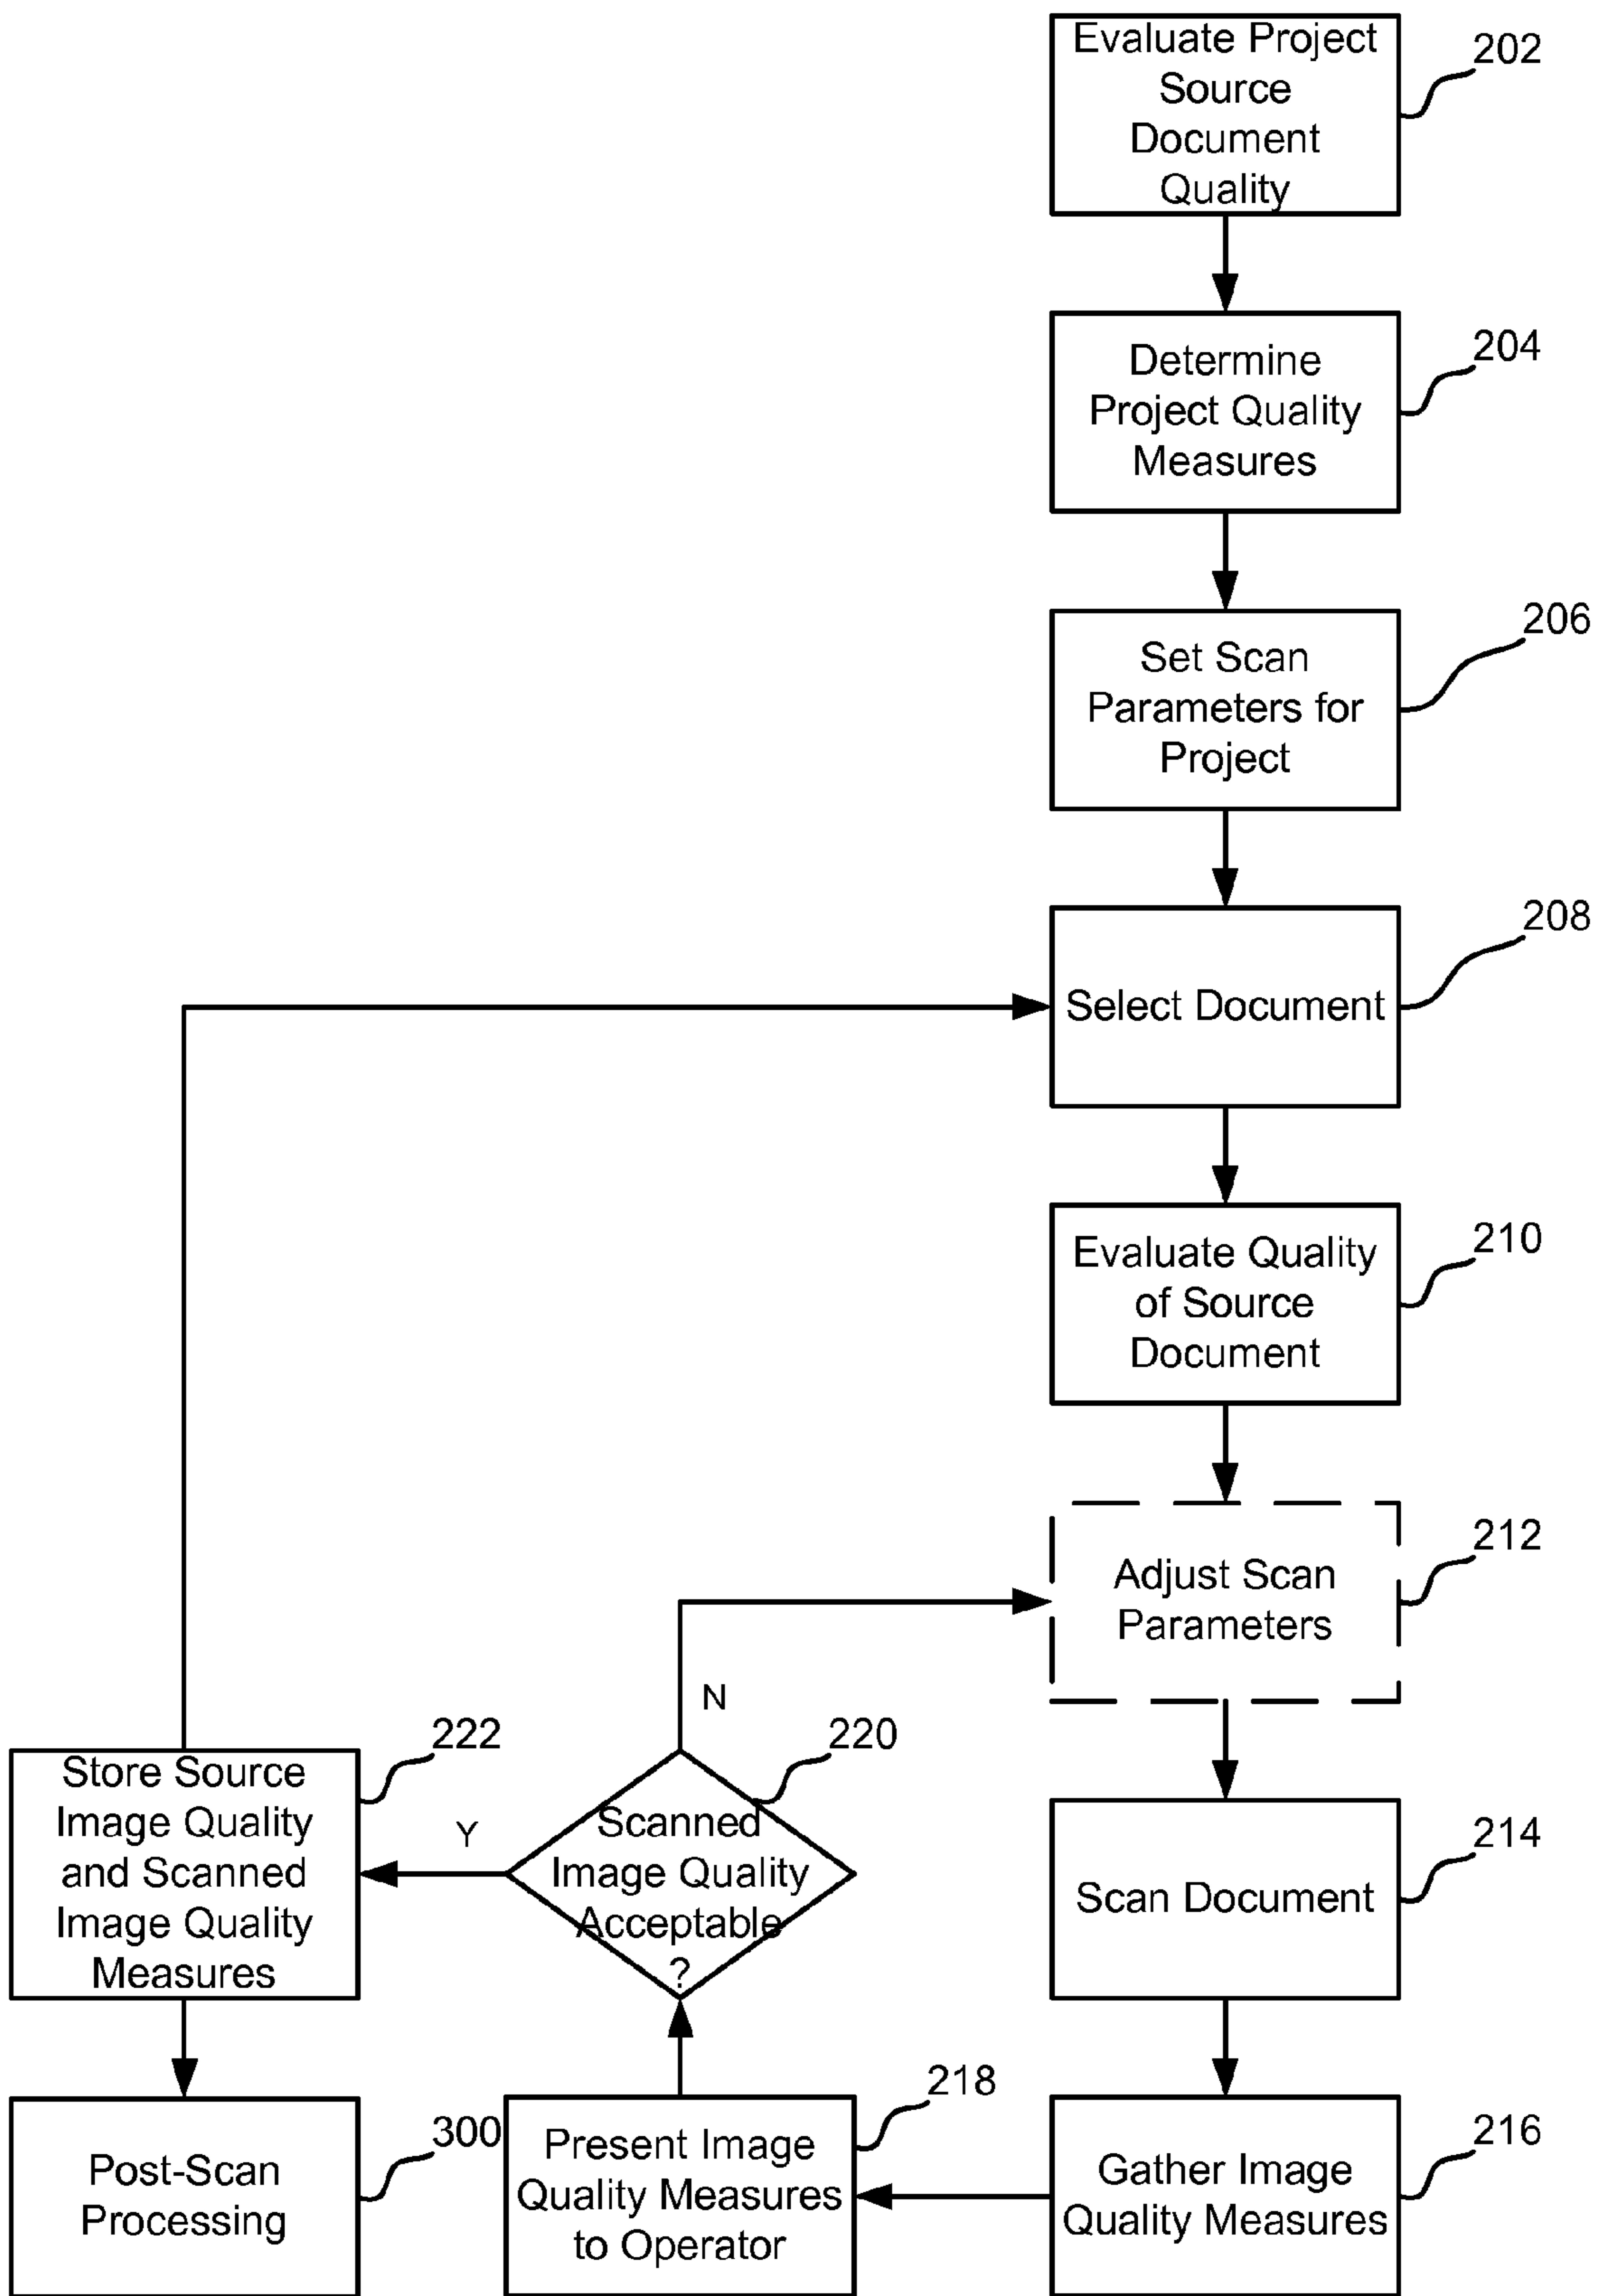 Evaluate Project
Source
Document
Quality
202
Determine
Project Quality
Measures
204
Set Scan
Parameters for
Project
206
Select Document
208
Evaluate Quality
of Source
Document
210
Adjust Scan
Parameters
212
N
Scan Document
214
Gather Image
Quality Measures
216
Present Image
Quality Measures
to Operator
218
Scanned
Image Quality
Acceptable
?
220
Y
Store Source
Image Quality
and Scanned
Image Quality
Measures
222
Post-Scan
Processing
300